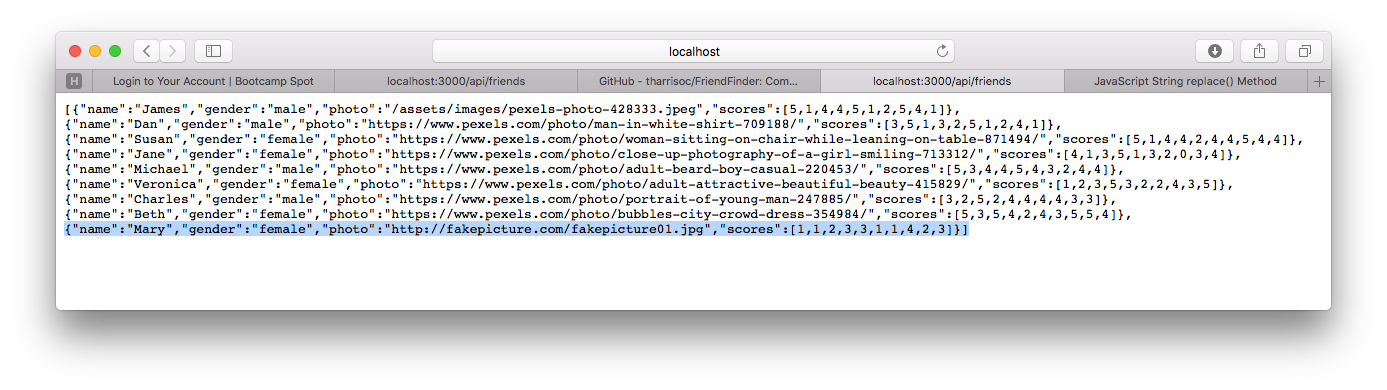 localhost
H
Login to Your Account | Bootcamp Spot
localhost:3000/api/friends
GitHub - tharrisoc/FriendFinder: Com...
localhost:3000/api/friends
JavaScript String replace() Method
[{"name":"James","gender":"male","photo":"/assets/images/pexels-photo-428333.jpeg","scores":[5,1,4,4,5,1,2,5,4,1]},
{"name":"Dan","gender":"male","photo":"https://www.pexels.com/photo/man-in-white-shirt-709188/","scores":[3,5,1,3,2,5,1,2,4,1]},
{"name":"Susan","gender":"female","photo":"https://www.pexels.com/photo/woman-sitting-on-chair-while-leaning-on-table-871494/","scores":[5,1,4,4,2,4,4,5,4,4]},
{"name":"Jane","gender":"female","photo":"https://www.pexels.com/photo/close-up-photography-of-a-girl-smiling-713312/","scores":[4,1,3,5,1,3,2,0,3,4]},
{"name":"Michael","gender":"male","photo":"https://www.pexels.com/photo/adult-beard-boy-casual-220453/","scores":[5,3,4,4,5,4,3,2,4,4]},
{"name":"Veronica","gender":"female","photo":"https://www.pexels.com/photo/adult-attractive-beautiful-beauty-415829/","scores":[1,2,3,5,3,2,2,4,3,5]},
{"name":"Charles","gender":"male","photo":"https://www.pexels.com/photo/portrait-of-young-man-247885/","scores":[3,2,5,2,4,4,4,4,3,3]},
{"name":"Beth","gender":"female","photo":"https://www.pexels.com/photo/bubbles-city-crowd-dress-354984/","scores":[5,3,5,4,2,4,3,5,5,4]},
{"name":"Mary","gender":"female","photo":"http://fakepicture.com/fakepicture01.jpg","scores":[1,1,2,3,3,1,1,4,2,3]}]